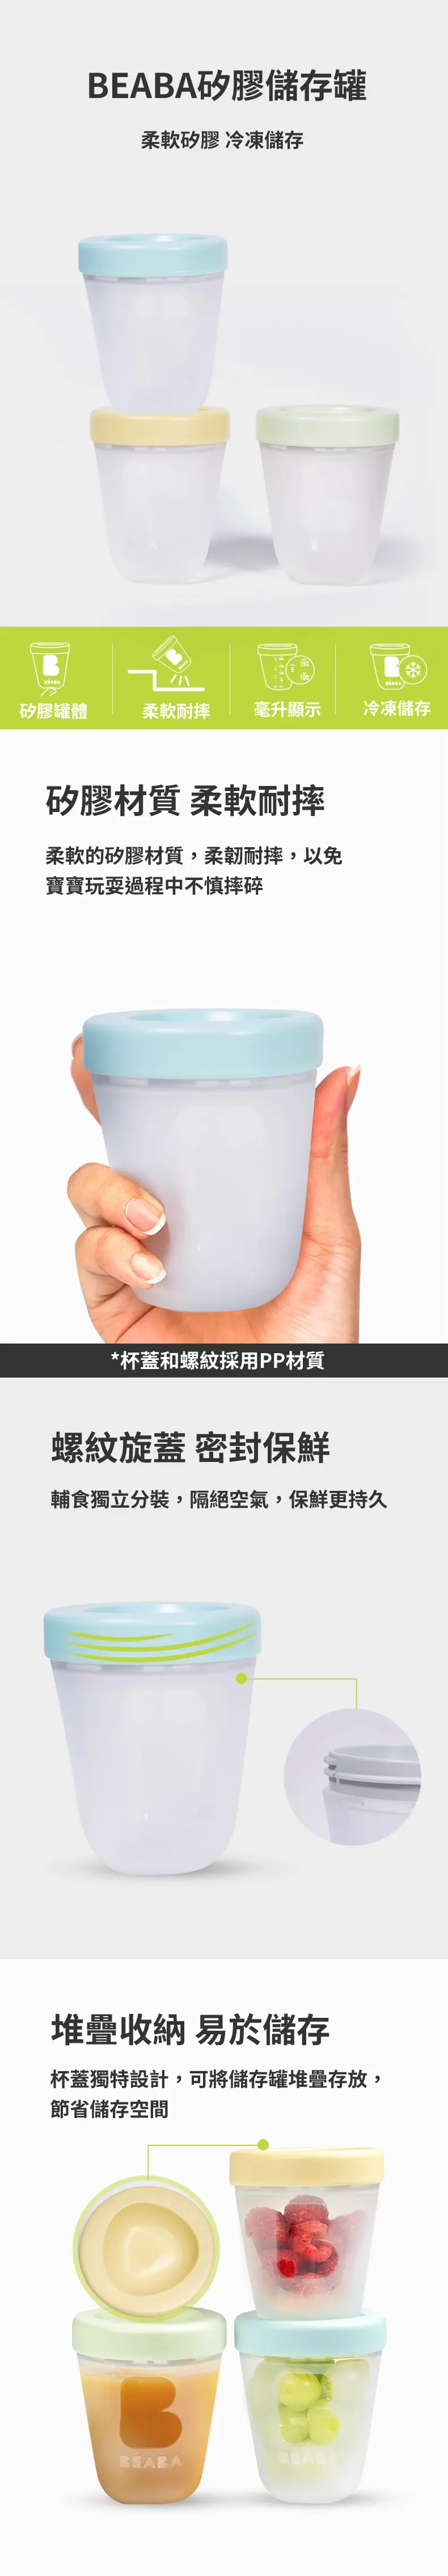 BEABA矽膠儲存罐
柔軟矽膠 冷凍儲存
矽膠罐體
柔軟耐摔
毫升顯示
冷凍儲存
矽膠材質 柔軟耐摔
柔軟的矽膠材質，柔韌耐摔，以免
寶寶玩耍過程中不慎摔碎
*杯蓋和螺紋採用PP材質
螺紋旋蓋 密封保鮮
輔食獨立分裝，隔絕空氣，保鮮更持久
堆疊收納 易於儲存
杯蓋獨特設計，可將儲存罐堆疊存放，
節省儲存空間
B
BÉABA
BÉABA